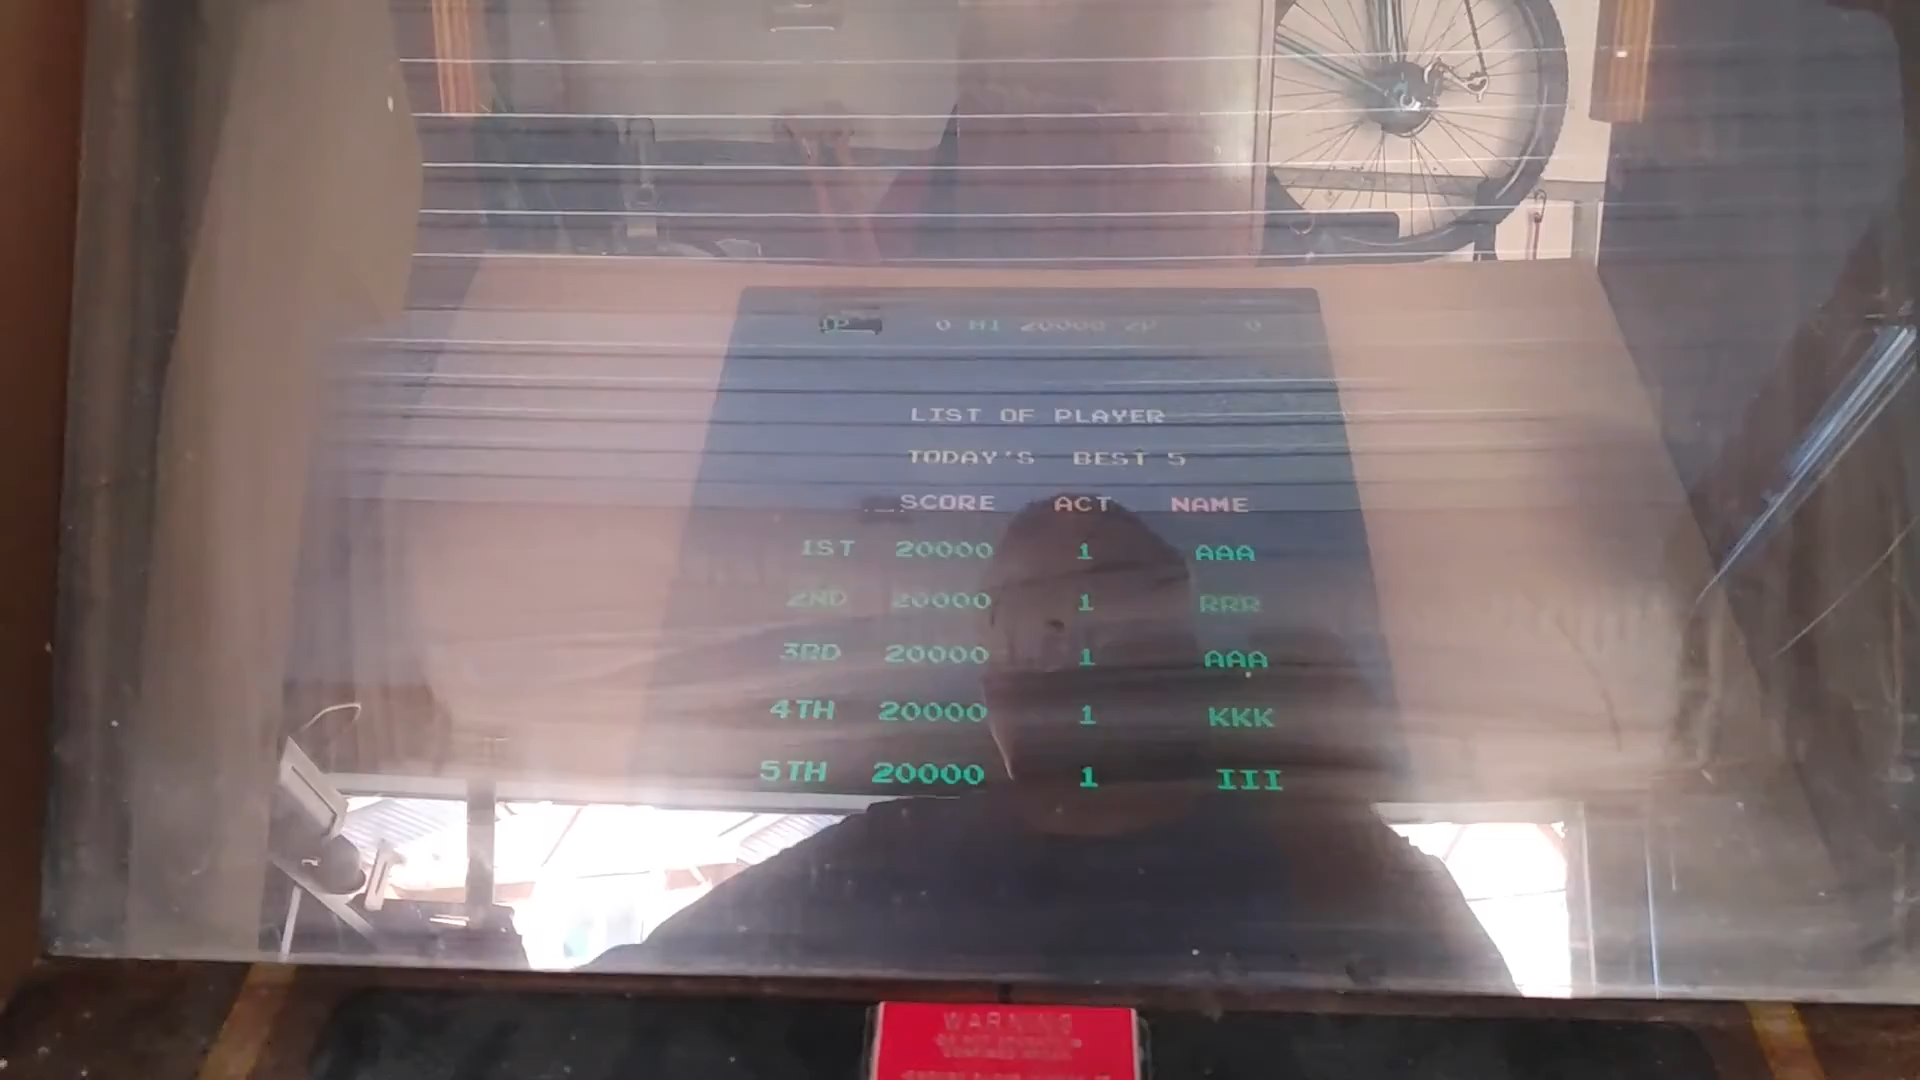 1P 0 HI 20000 2P 0
LIST OF PLAYER
TODAY'S BEST 5
SCORE ACT NAME
1ST 20000 1 AAA
2ND 20000 1 RRR
3RD 20000 1 AAA
4TH 20000 1 KKK
5TH 20000 1 III
WARNING